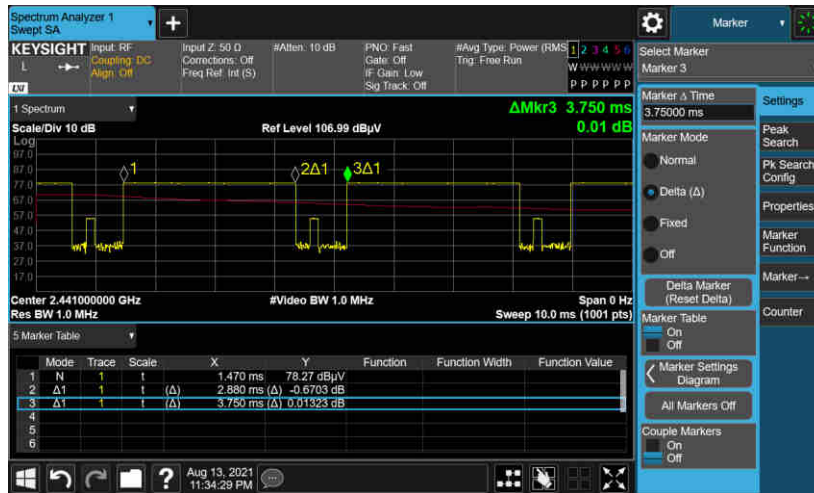 Spectrum Analyzer 1
Swept SA
+
Marker
KEYSIGHT
L
LXI
Input: RF
Coupling: DC
Align: Off
Input Z: 50 Ω
Corrections: Off
Freq Ref: Int (S)
#Atten: 10 dB
PNO: Fast
Gate: Off
IF Gain: Low
Sig Track: Off
#Avg Type: Power (RMS
Trig: Free Run
1 2 3 4 5 6
W W W W W W
P P P P P P
Select Marker
Marker 3
1 Spectrum
ΔMkr3 3.750 ms
Scale/Div 10 dB
Ref Level 106.99 dBµV
0.01 dB
Log
97.0
87.0
77.0
67.0
57.0
47.0
37.0
27.0
17.0
1
2Δ1
3Δ1
Center 2.441000000 GHz
#Video BW 1.0 MHz
Span 0 Hz
Res BW 1.0 MHz
Sweep 10.0 ms (1001 pts)
5 Marker Table
Mode Trace Scale X Y Function Function Width Function Value
1 N 1 t 1.470 ms 78.27 dBµV
2 Δ1 1 t (Δ) 2.880 ms (Δ) -0.6703 dB
3 Δ1 1 t (Δ) 3.750 ms (Δ) 0.01323 dB
4
5
6
Marker Δ Time
3.75000 ms
Marker Mode
Normal
Delta (Δ)
Fixed
Off
Delta Marker
(Reset Delta)
Marker Table
On
Off
Marker Settings
Diagram
All Markers Off
Couple Markers
On
Off
Settings
Peak
Search
Pk Search
Config
Properties
Marker
Function
Marker→
Counter
?
Aug 13, 2021
11:34:29 PM